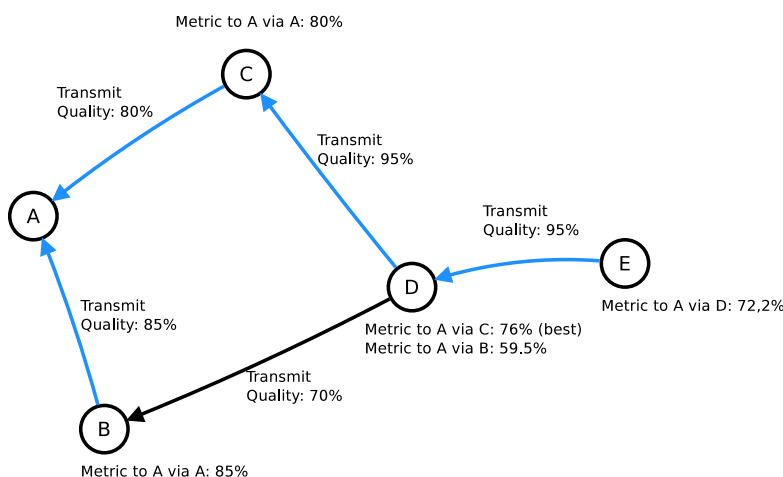 Metric to A via A: 80%
C
Transmit
Quality: 80%
Transmit
Quality: 95%
A
Transmit
Quality: 95%
E
D
Metric to A via D: 72,2%
Transmit
Quality: 85%
Metric to A via C: 76% (best)
Metric to A via B: 59.5%
Transmit
Quality: 70%
B
Metric to A via A: 85%